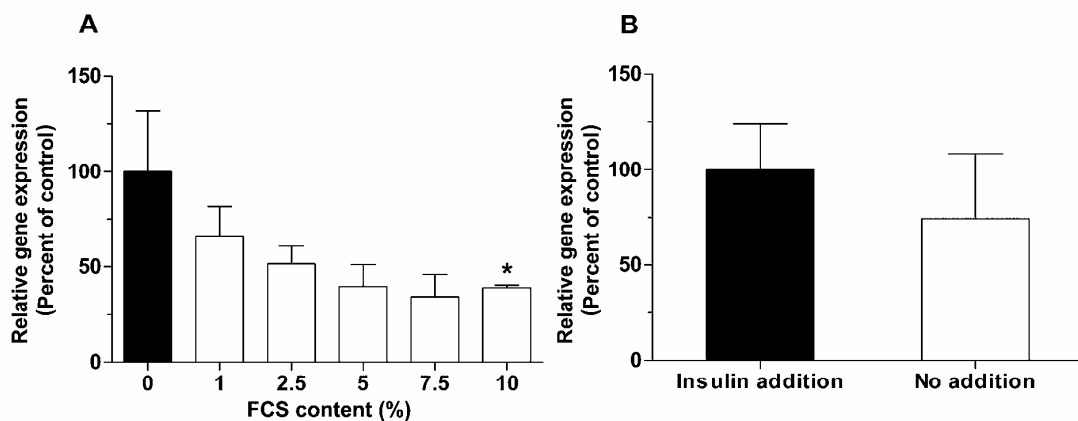 A
Relative gene expression
(Percent of control)
150
100
50
0
*
0 1 2.5 5 7.5 10
FCS content (%)
B
Relative gene expression
(Percent of control)
150
100
50
0
Insulin addition No addition